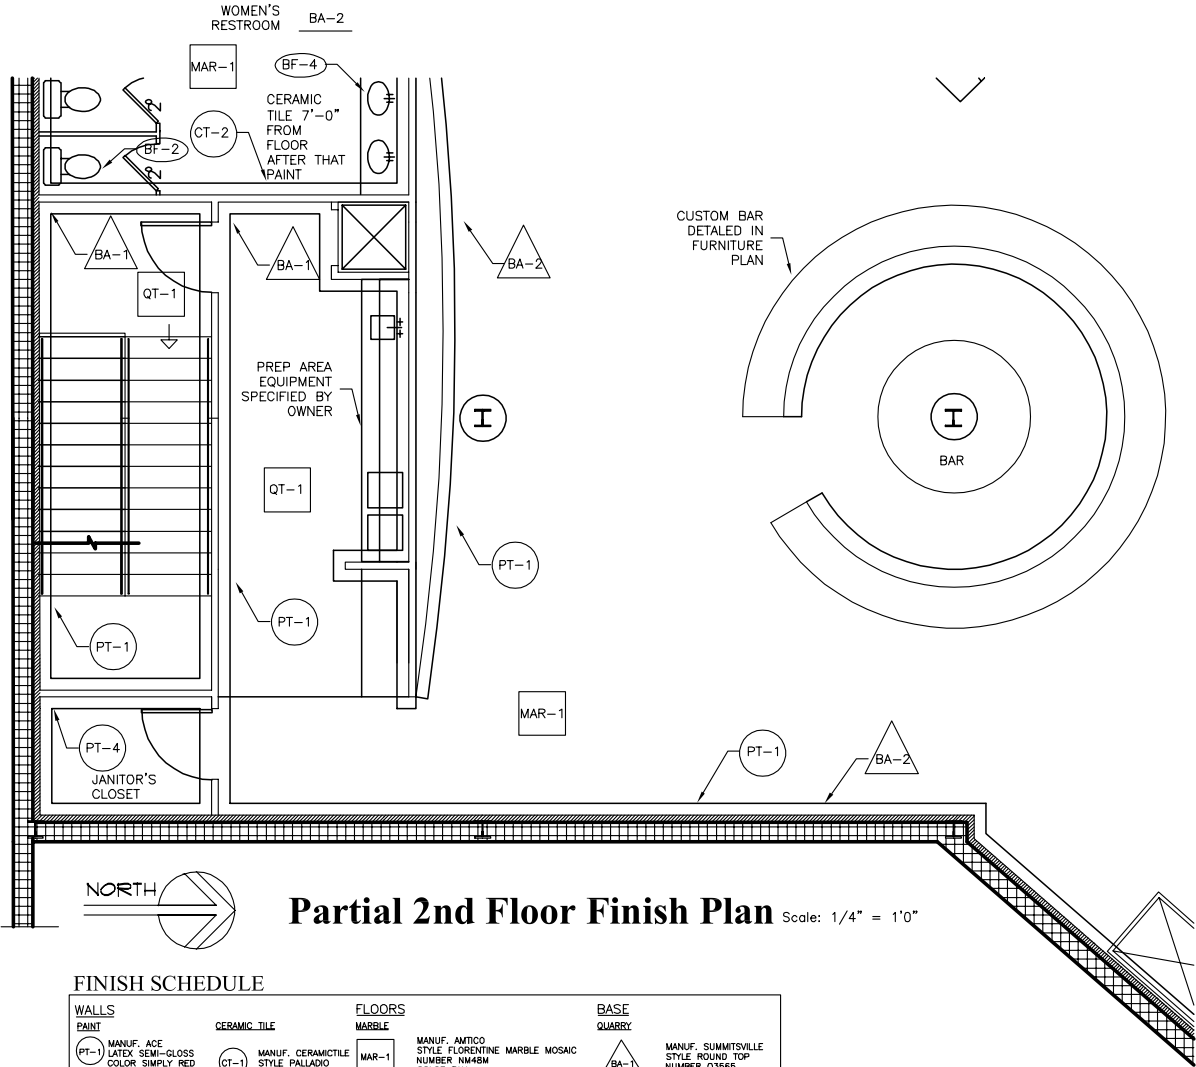 WOMEN'S
RESTROOM
BA-2
MAR-1
BF-4
CERAMIC
TILE 7'-0"
FROM
FLOOR
AFTER THAT
PAINT
CT-2
BF-2
BA-1
BA-1
BA-2
QT-1
CUSTOM BAR
DETALED IN
FURNITURE
PLAN
PREP AREA
EQUIPMENT
SPECIFIED BY
OWNER
I
I
BAR
QT-1
PT-1
PT-1
PT-1
MAR-1
PT-4
JANITOR'S
CLOSET
PT-1
BA-2
NORTH
Partial 2nd Floor Finish Plan
Scale: 1/4" = 1'0"
FINISH SCHEDULE
WALLS
PAINT
PT-1
MANUF. ACE
LATEX SEMI-GLOSS
COLOR SIMPLY RED
CERAMIC TILE
CT-1
MANUF. CERAMICTILE
STYLE PALLADIO
FLOORS
MARBLE
MAR-1
MANUF. AMTICO
STYLE FLORENTINE MARBLE MOSAIC
NUMBER NM48M
BASE
QUARRY
BA-1
MANUF. SUMMITSVILLE
STYLE ROUND TOP
NUMBER Q3565